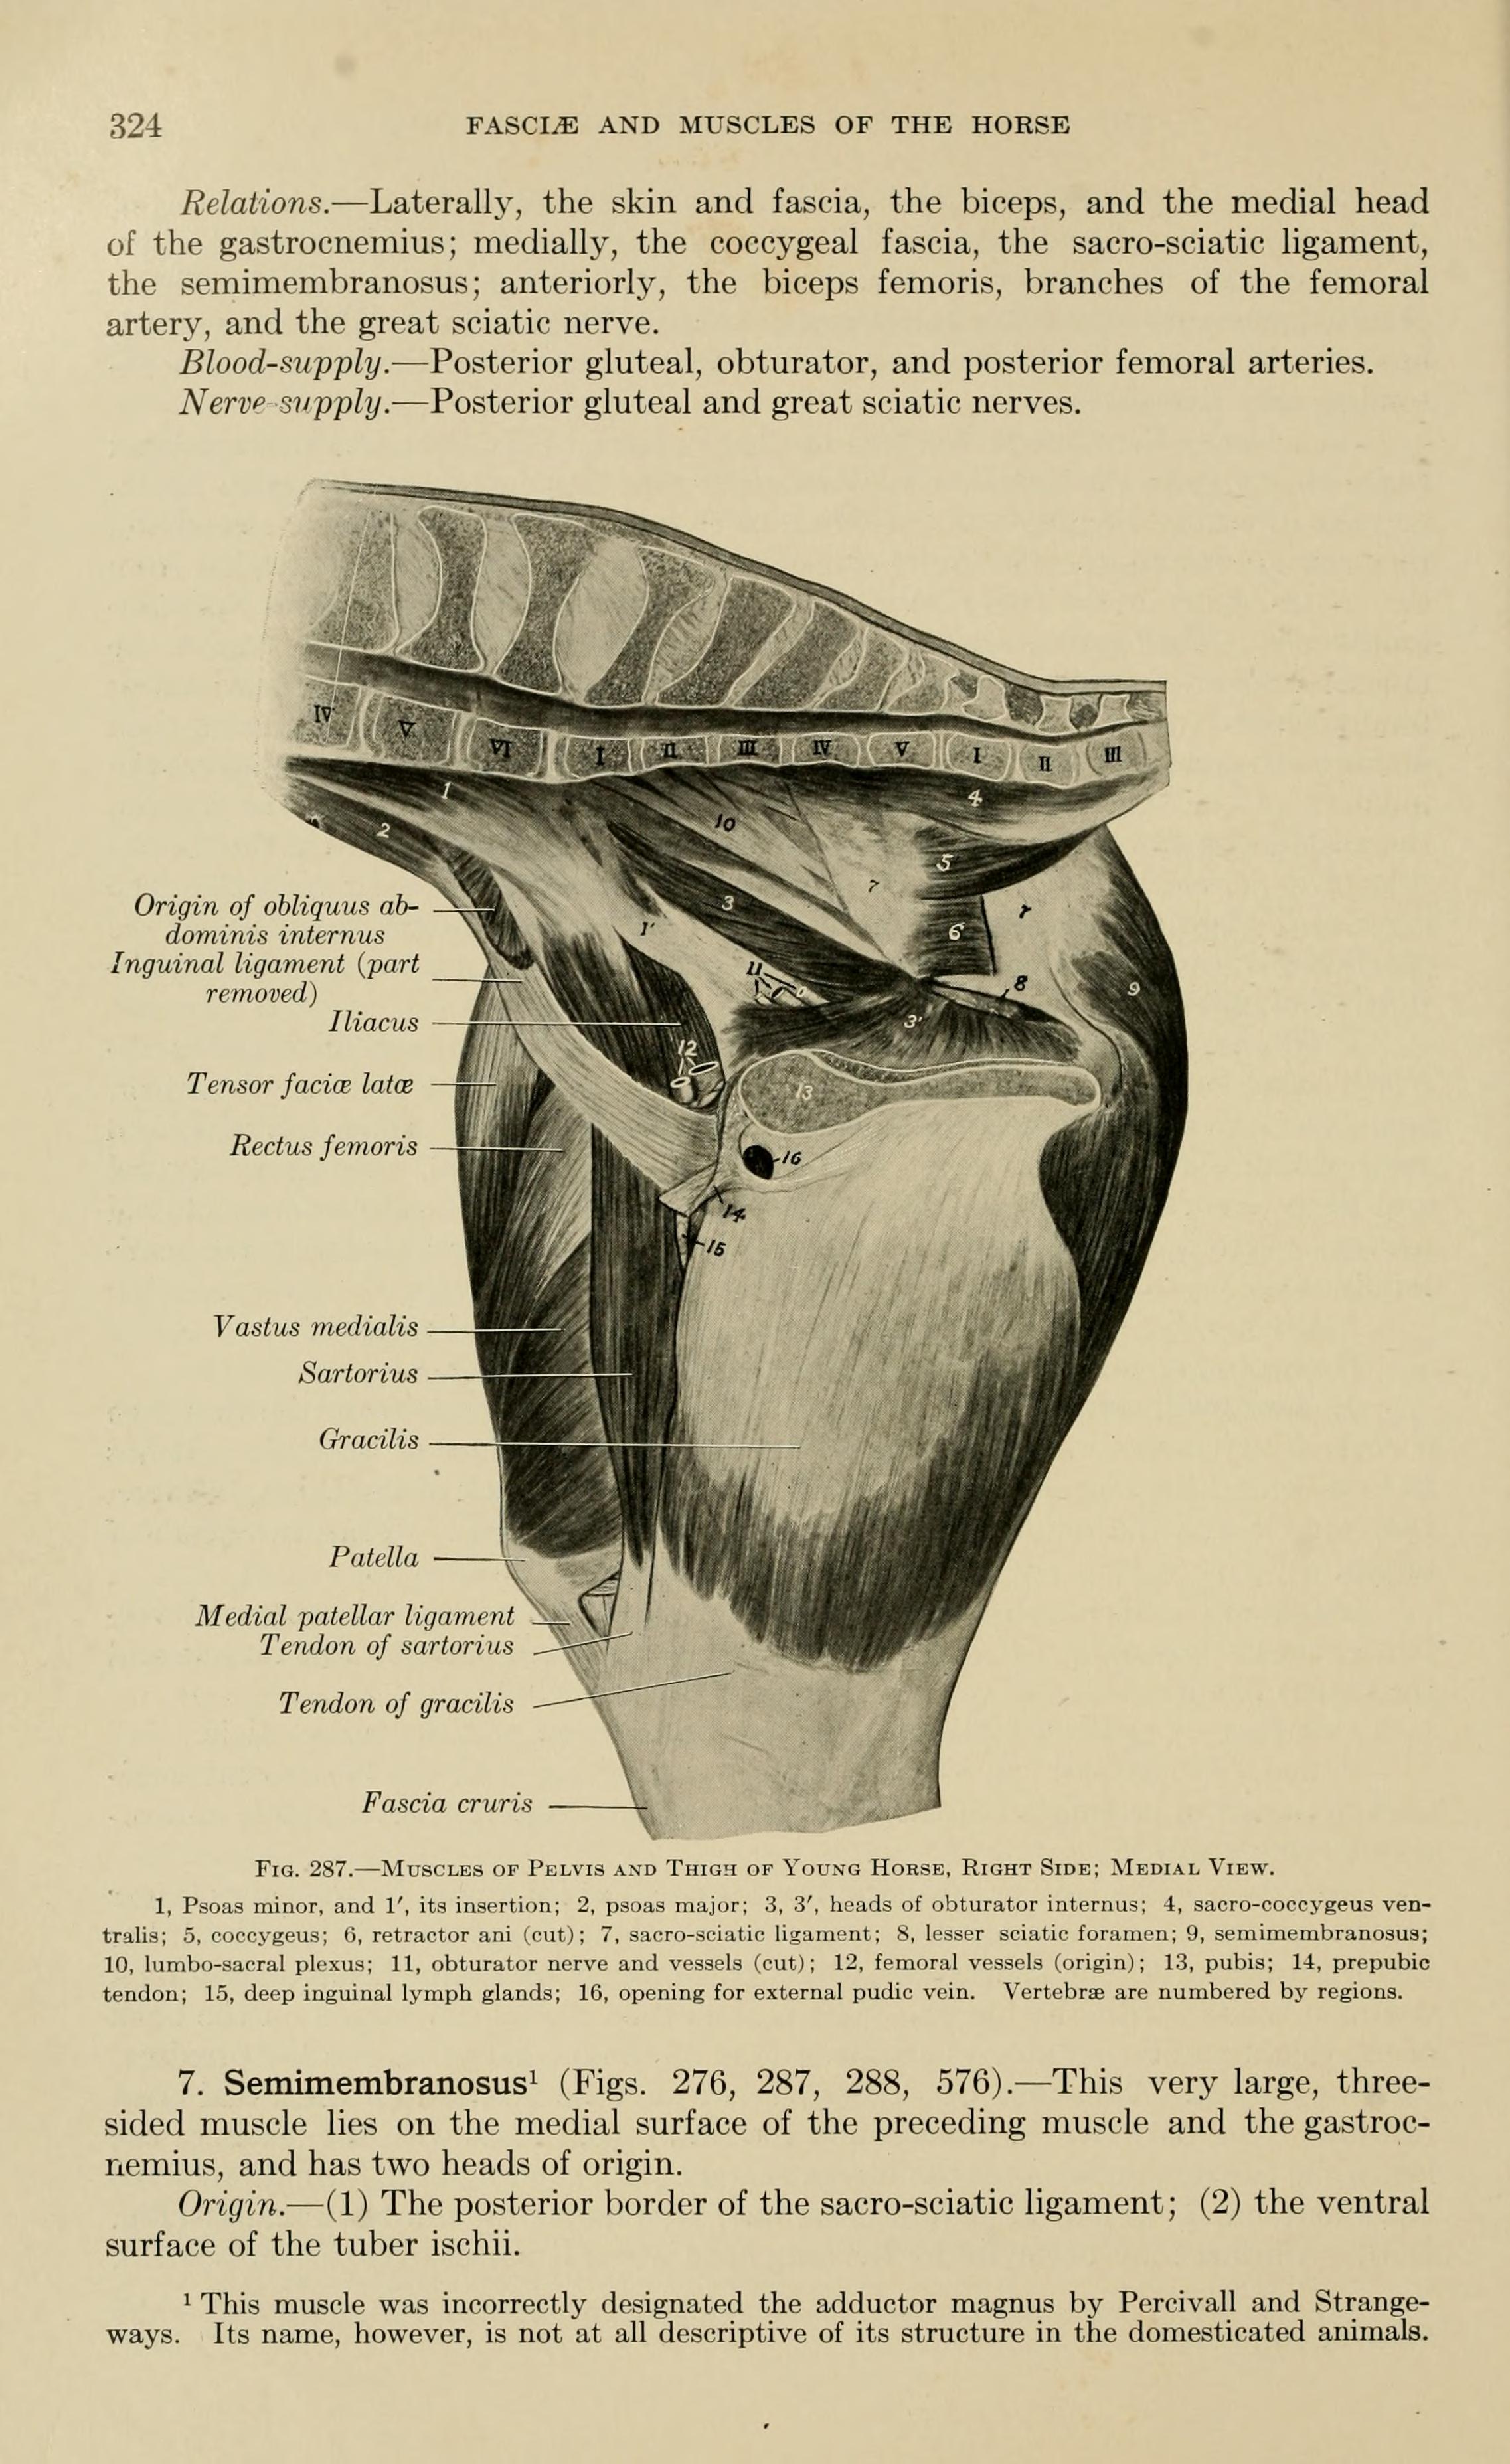 324
FASCIÆ AND MUSCLES OF THE HORSE
Relations.—Laterally, the skin and fascia, the biceps, and the medial head
of the gastrocnemius; medially, the coccygeal fascia, the sacro-sciatic ligament,
the semimembranosus; anteriorly, the biceps femoris, branches of the femoral
artery, and the great sciatic nerve.
Blood-supply.—Posterior gluteal, obturator, and posterior femoral arteries.
Nerve-supply.—Posterior gluteal and great sciatic nerves.
IV V VI I II III IV V I II III
1
4
2
10
5
7
3
7
1'
6
11
8
9
3'
12
13
16
14
15
Origin of obliquus ab-
dominis internus
Inguinal ligament (part
removed)
Iliacus
Tensor faciæ latæ
Rectus femoris
Vastus medialis
Sartorius
Gracilis
Patella
Medial patellar ligament
Tendon of sartorius
Tendon of gracilis
Fascia cruris
Fig. 287.—Muscles of Pelvis and Thigh of Young Horse, Right Side; Medial View.
1, Psoas minor, and 1′, its insertion; 2, psoas major; 3, 3′, heads of obturator internus; 4, sacro-coccygeus ven-
tralis; 5, coccygeus; 6, retractor ani (cut); 7, sacro-sciatic ligament; 8, lesser sciatic foramen; 9, semimembranosus;
10, lumbo-sacral plexus; 11, obturator nerve and vessels (cut); 12, femoral vessels (origin); 13, pubis; 14, prepubic
tendon; 15, deep inguinal lymph glands; 16, opening for external pudic vein. Vertebræ are numbered by regions.
7. Semimembranosus¹ (Figs. 276, 287, 288, 576).—This very large, three-
sided muscle lies on the medial surface of the preceding muscle and the gastroc-
nemius, and has two heads of origin.
Origin.—(1) The posterior border of the sacro-sciatic ligament; (2) the ventral
surface of the tuber ischii.
¹ This muscle was incorrectly designated the adductor magnus by Percivall and Strange-
ways. Its name, however, is not at all descriptive of its structure in the domesticated animals.